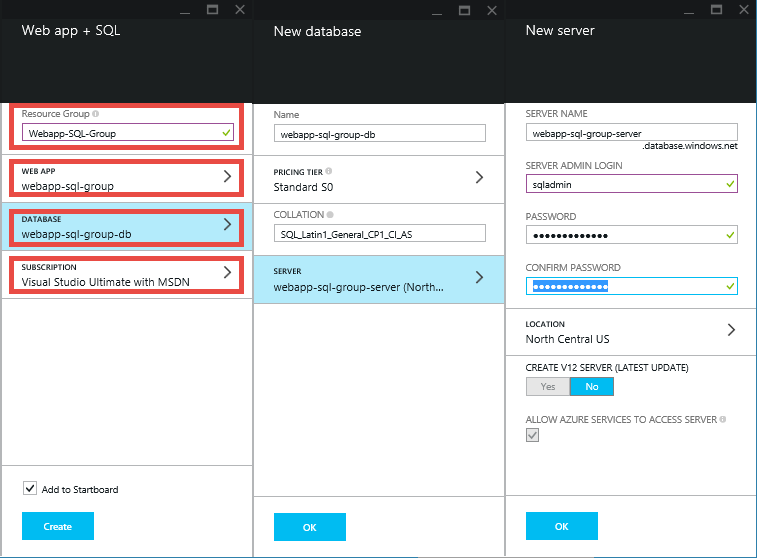 Web app + SQL
Resource Group
Webapp-SQL-Group
WEB APP
webapp-sql-group
DATABASE
webapp-sql-group-db
SUBSCRIPTION
Visual Studio Ultimate with MSDN
Add to Startboard
Create
New database
Name
webapp-sql-group-db
PRICING TIER
Standard S0
COLLATION
SQL_Latin1_General_CP1_CI_AS
SERVER
webapp-sql-group-server (North...
OK
New server
SERVER NAME
webapp-sql-group-server
.database.windows.net
SERVER ADMIN LOGIN
sqladmin
PASSWORD
•••••••••••••
CONFIRM PASSWORD
•••••••••••••
LOCATION
North Central US
CREATE V12 SERVER (LATEST UPDATE)
Yes No
ALLOW AZURE SERVICES TO ACCESS SERVER
OK